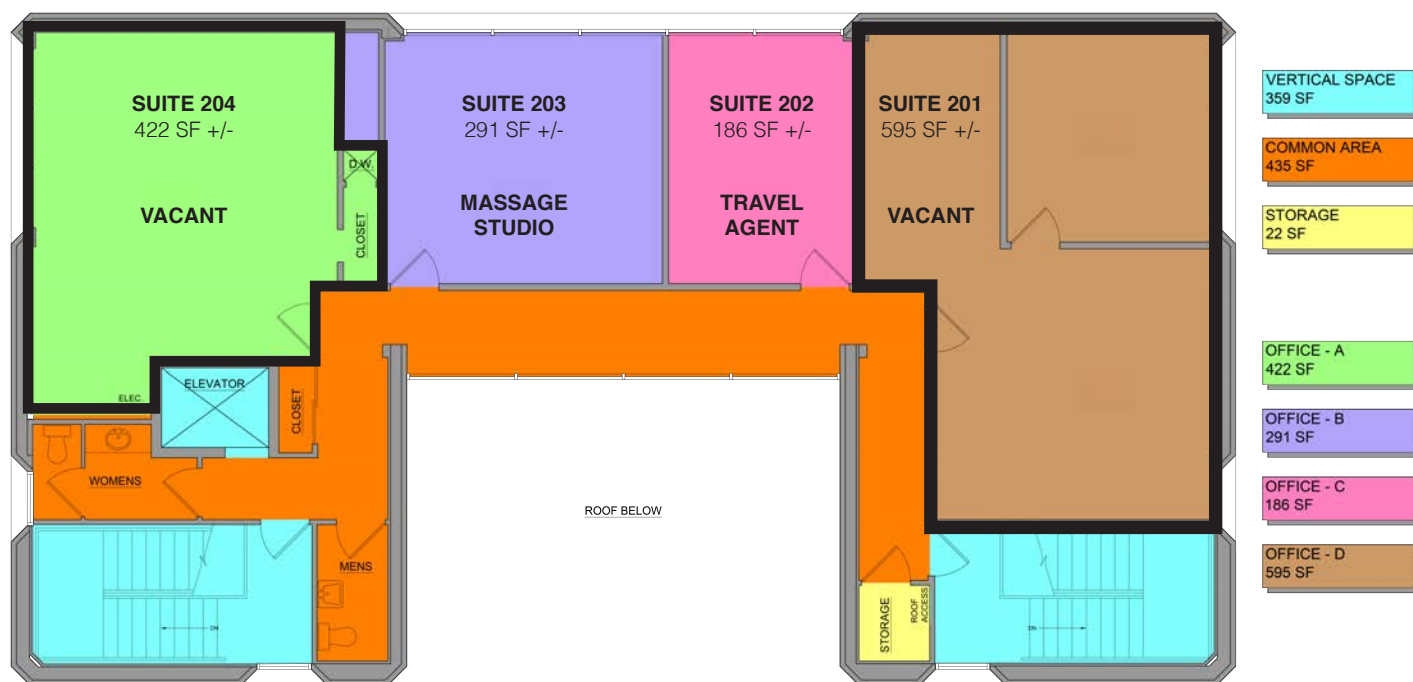 SUITE 204
422 SF +/-
VACANT
SUITE 203
291 SF +/-
MASSAGE
STUDIO
SUITE 202
186 SF +/-
TRAVEL
AGENT
SUITE 201
595 SF +/-
VACANT
D.W.
CLOSET
ELEC.
ELEVATOR
CLOSET
WOMENS
MENS
DN
ROOF BELOW
STORAGE
ROOF
ACCESS
DN
VERTICAL SPACE
359 SF
COMMON AREA
435 SF
STORAGE
22 SF
OFFICE - A
422 SF
OFFICE - B
291 SF
OFFICE - C
186 SF
OFFICE - D
595 SF